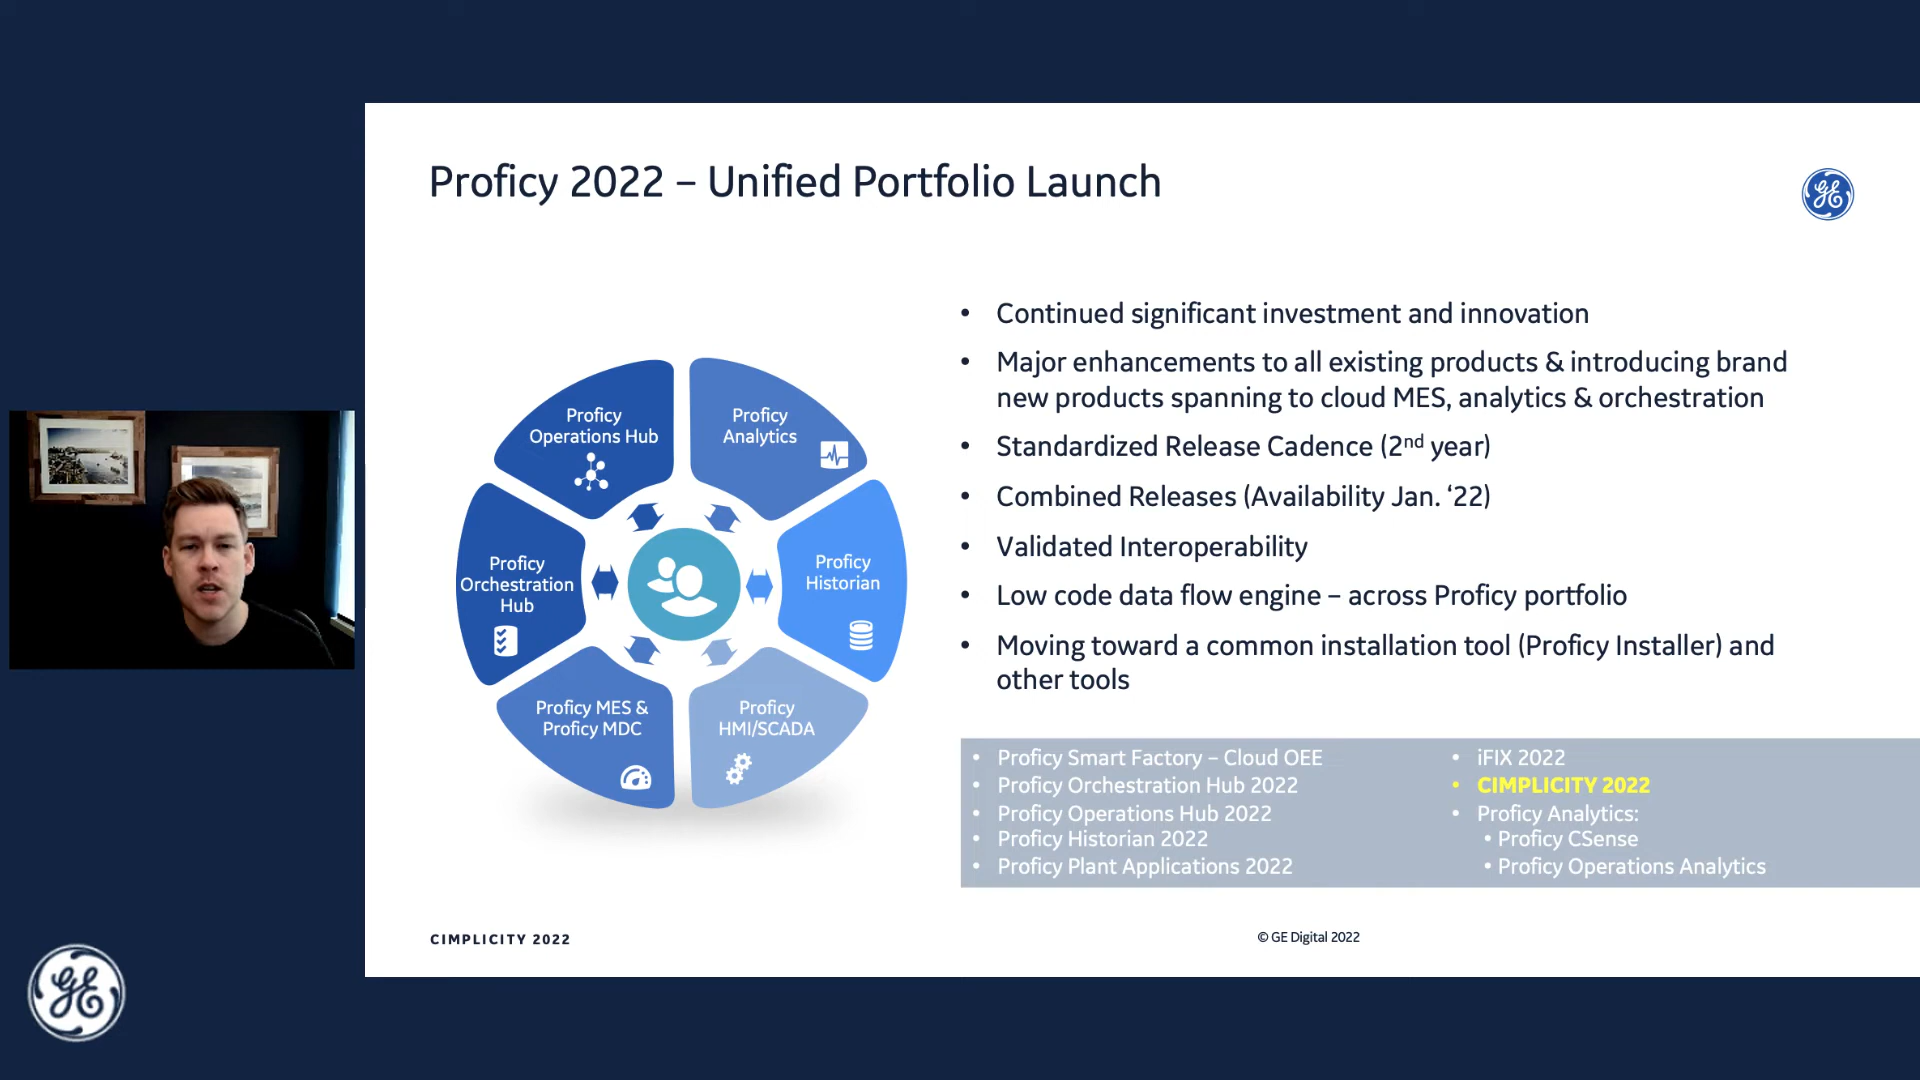 Proficy 2022 – Unified Portfolio Launch
GE
Proficy
Operations Hub
Proficy
Analytics
Proficy
Historian
Proficy
HMI/SCADA
Proficy MES &
Proficy MDC
Proficy
Orchestration
Hub
• Continued significant investment and innovation
• Major enhancements to all existing products & introducing brand
new products spanning to cloud MES, analytics & orchestration
• Standardized Release Cadence (2nd year)
• Combined Releases (Availability Jan. ‘22)
• Validated Interoperability
• Low code data flow engine – across Proficy portfolio
• Moving toward a common installation tool (Proficy Installer) and
other tools
• Proficy Smart Factory – Cloud OEE
• Proficy Orchestration Hub 2022
• Proficy Operations Hub 2022
• Proficy Historian 2022
• Proficy Plant Applications 2022
• iFIX 2022
• CIMPLICITY 2022
• Proficy Analytics:
• Proficy CSense
• Proficy Operations Analytics
CIMPLICITY 2022
© GE Digital 2022
GE